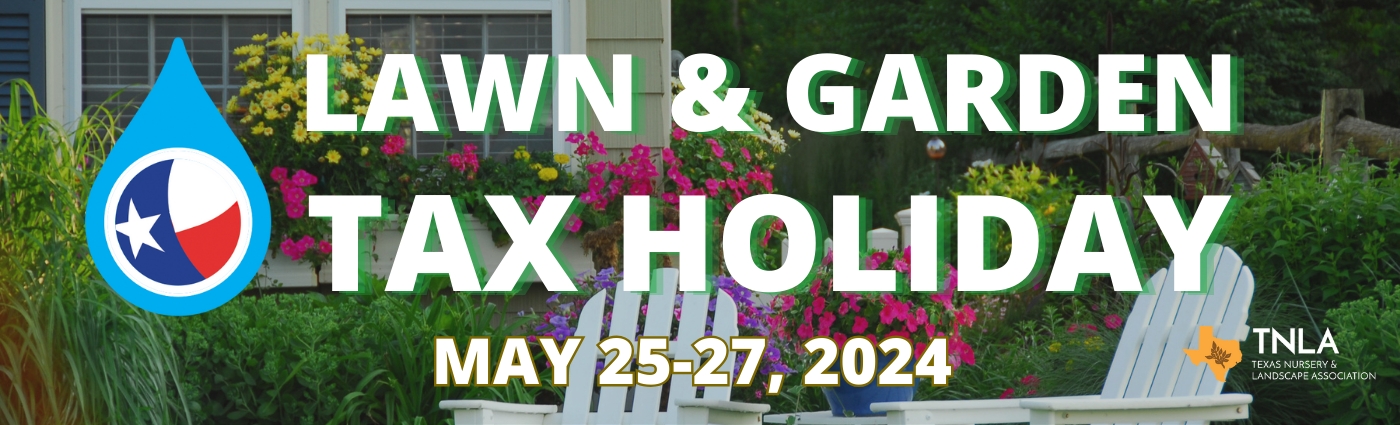 LAWN & GARDEN
TAX HOLIDAY
MAY 25-27, 2024
TNLA
TEXAS NURSERY &
LANDSCAPE ASSOCIATION